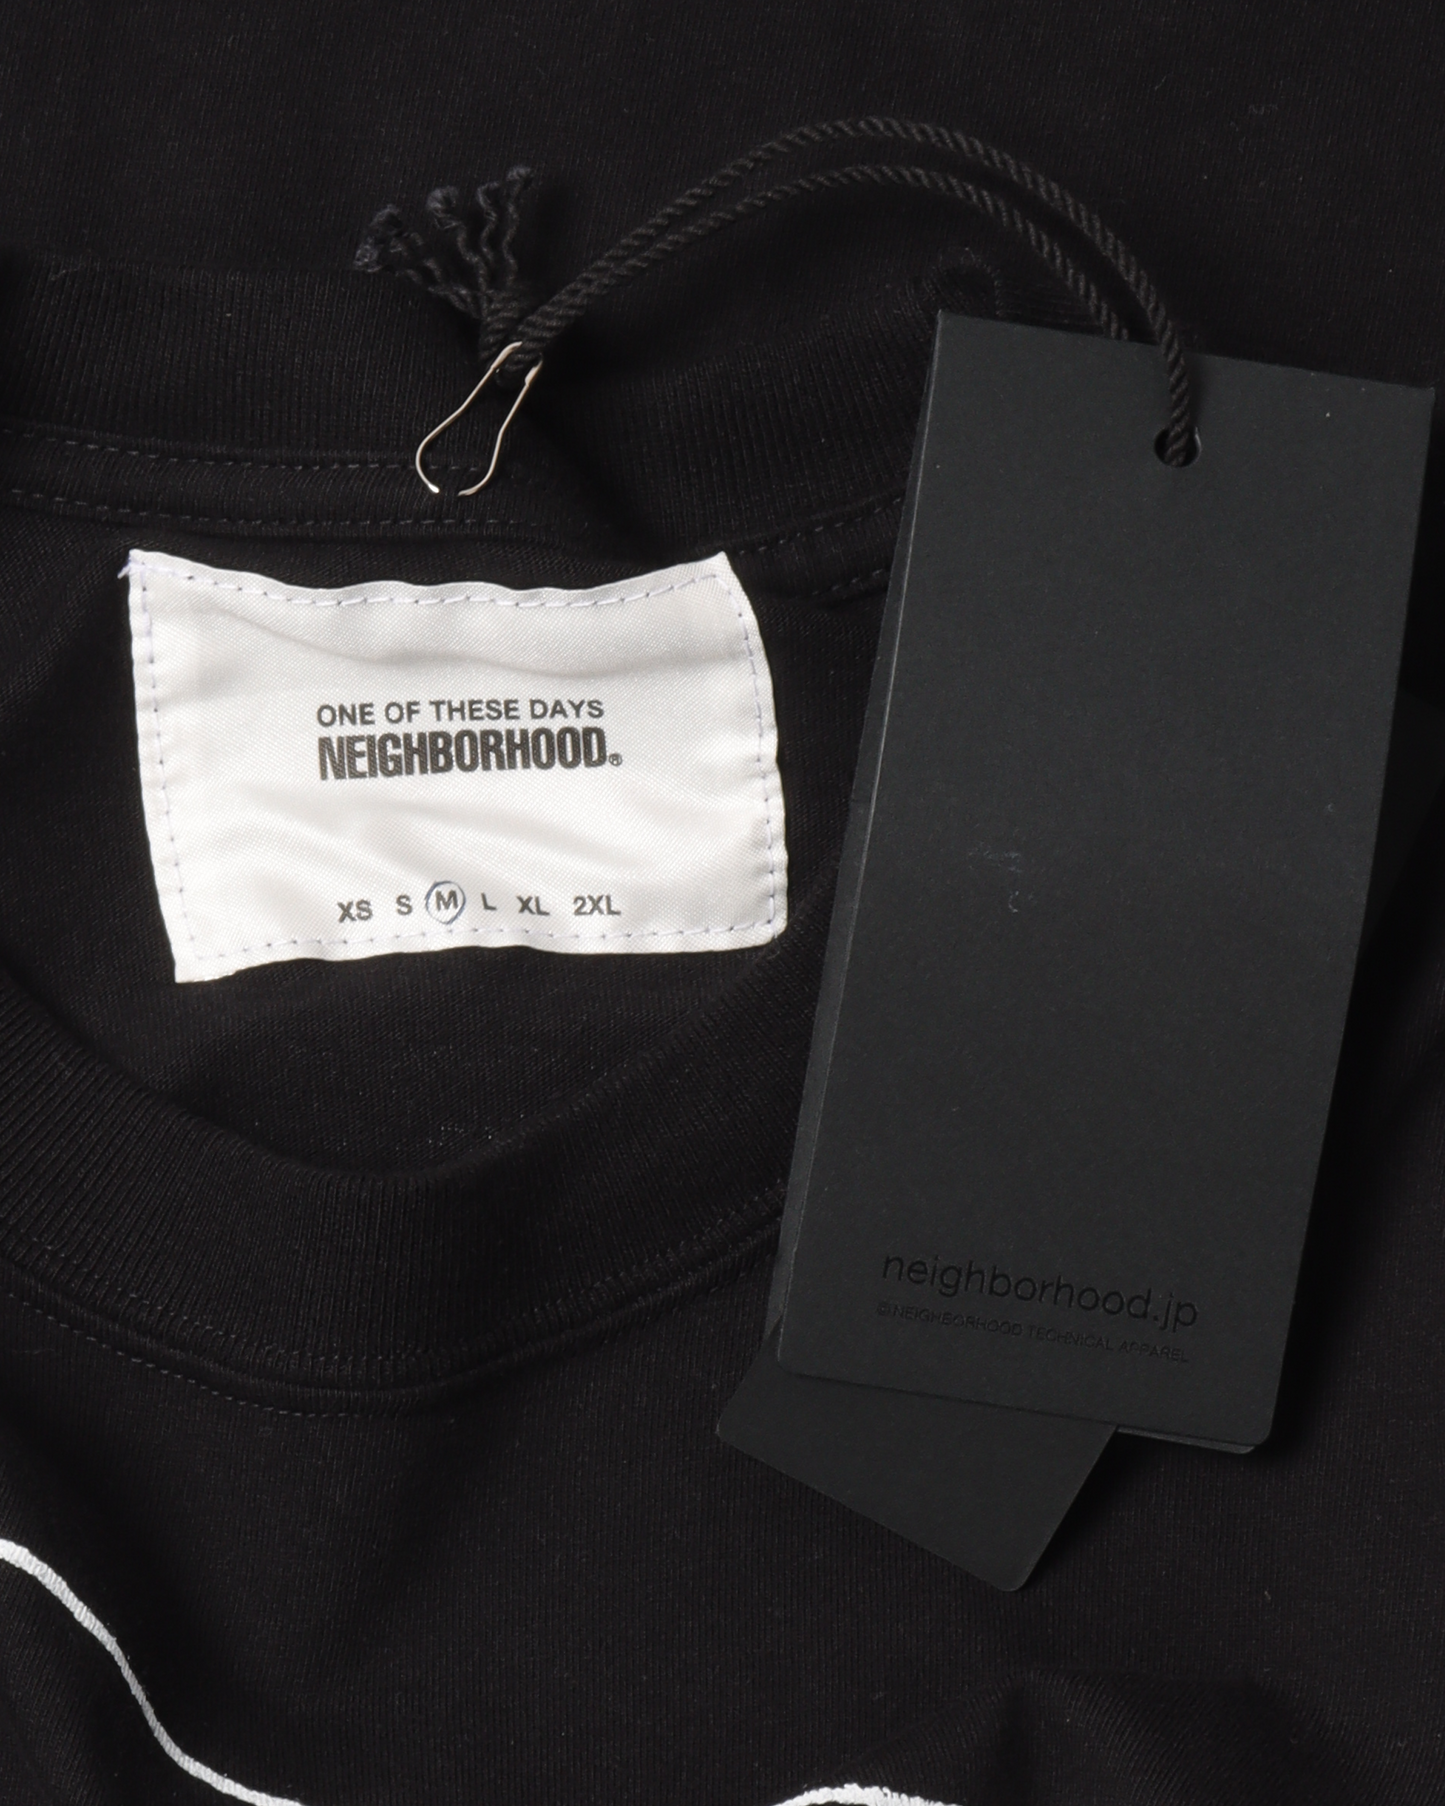 ONE OF THESE DAYS
NEIGHBORHOOD®
XS S M L XL 2XL
neighborhood.jp
© NEIGHBORHOOD TECHNICAL APPAREL